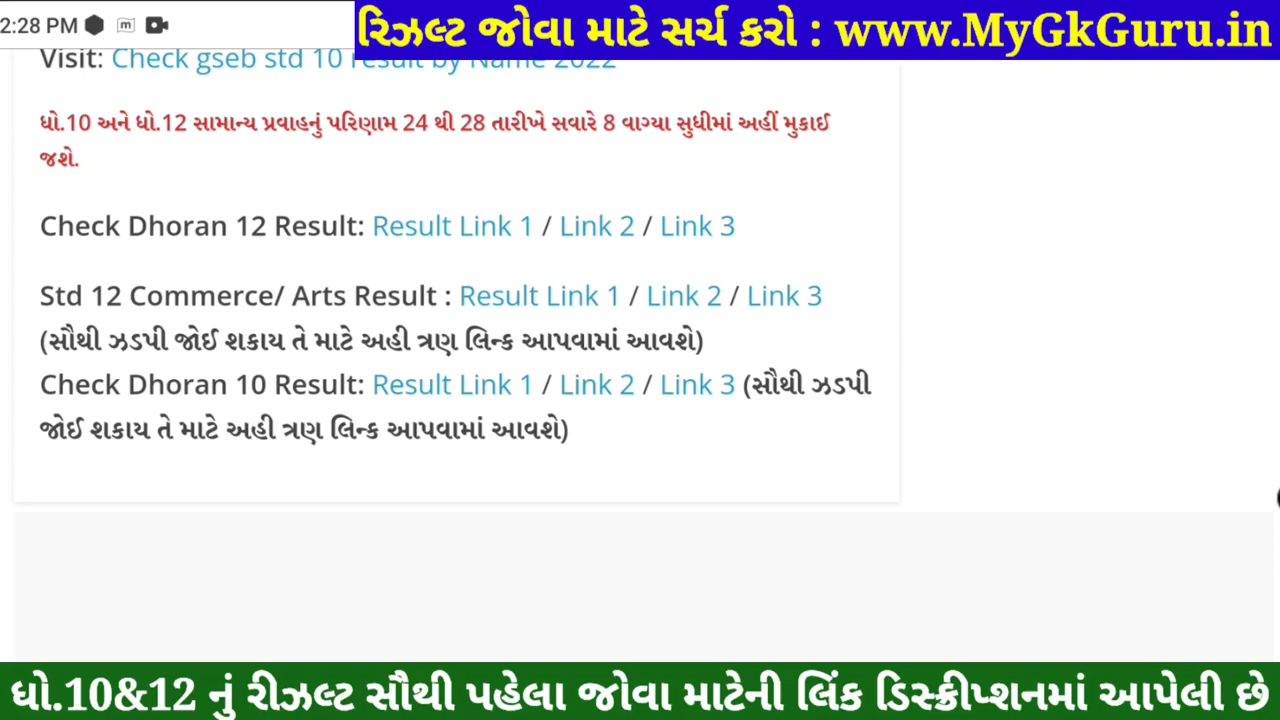 2:28 PM
રિઝલ્ટ જોવા માટે સર્ચ કરો : www.MyGkGuru.in
Visit: Check gseb std 10 result by Name 2022
ધો.10 અને ધો.12 સામાન્ય પ્રવાહનું પરિણામ 24 થી 28 તારીખે સવારે 8 વાગ્યા સુધીમાં અહીં મુકાઈ
જશે.
Check Dhoran 12 Result: Result Link 1 / Link 2 / Link 3
Std 12 Commerce/ Arts Result : Result Link 1 / Link 2 / Link 3
(સૌથી ઝડપી જોઈ શકાય તે માટે અહી ત્રણ લિન્ક આપવામાં આવશે)
Check Dhoran 10 Result: Result Link 1 / Link 2 / Link 3 (સૌથી ઝડપી
જોઈ શકાય તે માટે અહી ત્રણ લિન્ક આપવામાં આવશે)
ધો.10&12 નું રીઝલ્ટ સૌથી પહેલા જોવા માટેની લિંક ડિસ્ક્રીપ્શનમાં આપેલી છે